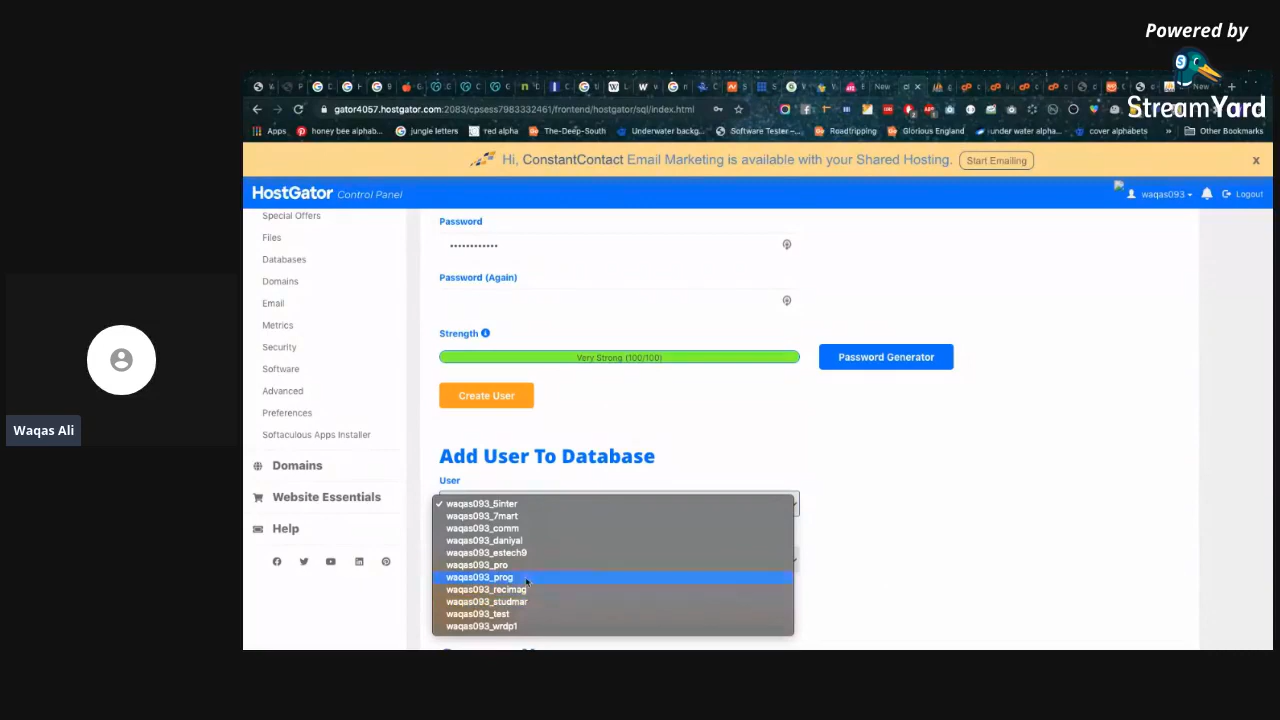 Powered by
StreamYard
New
New
gator4057.hostgator.com:2083/cpsess7983332461/frontend/hostgator/sql/index.html
Apps
honey bee alphab...
jungle letters
red alpha
The-Deep-South
Underwater backg...
Software Tester –...
Roadtripping
Glorious England
under water alpha...
cover alphabets
»
Other Bookmarks
Hi, ConstantContact Email Marketing is available with your Shared Hosting.
Start Emailing
x
HostGator Control Panel
waqas093
Logout
Special Offers
Files
Databases
Domains
Email
Metrics
Security
Software
Advanced
Preferences
Softaculous Apps Installer
Domains
Website Essentials
Help
Password
••••••••••••
Password (Again)
Strength
Very Strong (100/100)
Password Generator
Create User
Add User To Database
User
waqas093_5inter
waqas093_7mart
waqas093_comm
waqas093_daniyal
waqas093_estech9
waqas093_pro
waqas093_prog
waqas093_recimag
waqas093_studmar
waqas093_test
waqas093_wrdp1
Waqas Ali